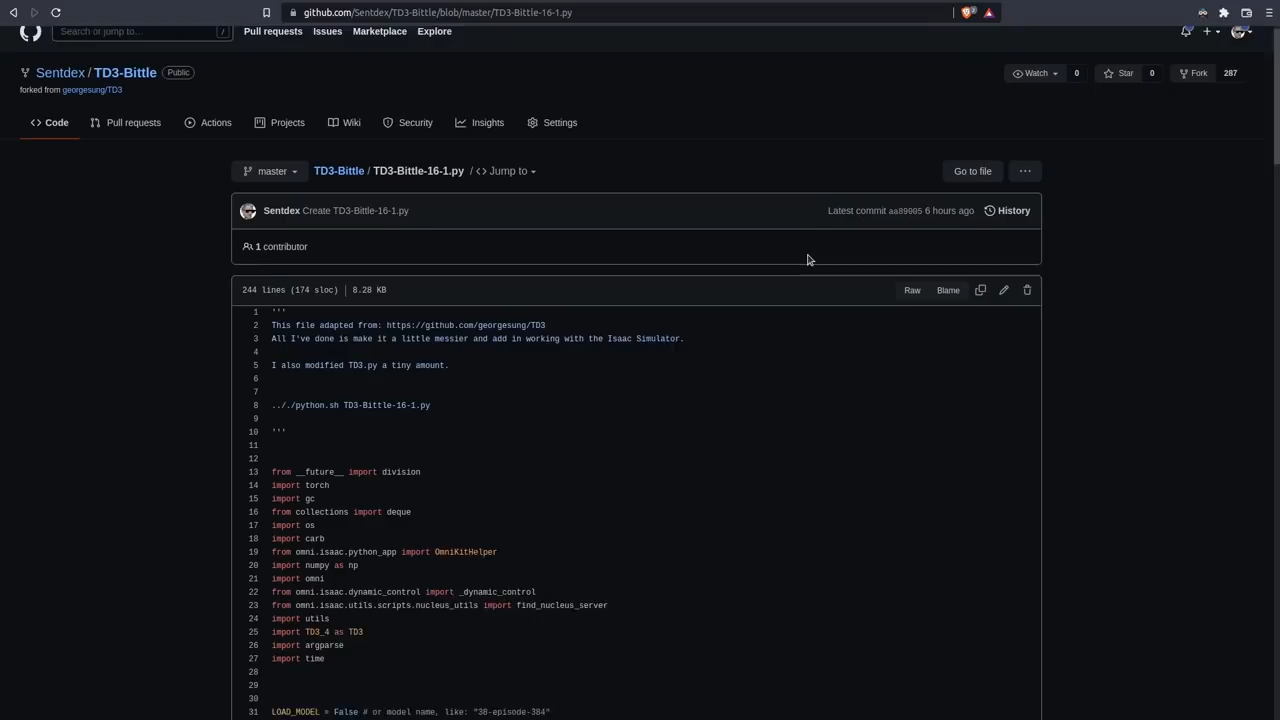 github.com/Sentdex/TD3-Bittle/blob/master/TD3-Bittle-16-1.py
Search or jump to... /
Pull requests Issues Marketplace Explore
Sentdex / TD3-Bittle Public
forked from georgesung/TD3
Watch 0 Star 0 Fork 287
Code Pull requests Actions Projects Wiki Security Insights Settings
master TD3-Bittle / TD3-Bittle-16-1.py / <> Jump to Go to file ...
Sentdex Create TD3-Bittle-16-1.py Latest commit aa89085 6 hours ago History
1 contributor
244 lines (174 sloc) 8.28 KB Raw Blame
1 '''
2 This file adapted from: https://github.com/georgesung/TD3
3 All I've done is make it a little messier and add in working with the Isaac Simulator.
4
5 I also modified TD3.py a tiny amount.
6
7
8 .././python.sh TD3-Bittle-16-1.py
9
10 '''
11
12
13 from __future__ import division
14 import torch
15 import gc
16 from collections import deque
17 import os
18 import carb
19 from omni.isaac.python_app import OmniKitHelper
20 import numpy as np
21 import omni
22 from omni.isaac.dynamic_control import _dynamic_control
23 from omni.isaac.utils.scripts.nucleus_utils import find_nucleus_server
24 import utils
25 import TD3_4 as TD3
26 import argparse
27 import time
28
29
30
31 LOAD_MODEL = False # or model name, like: "38-episode-384"